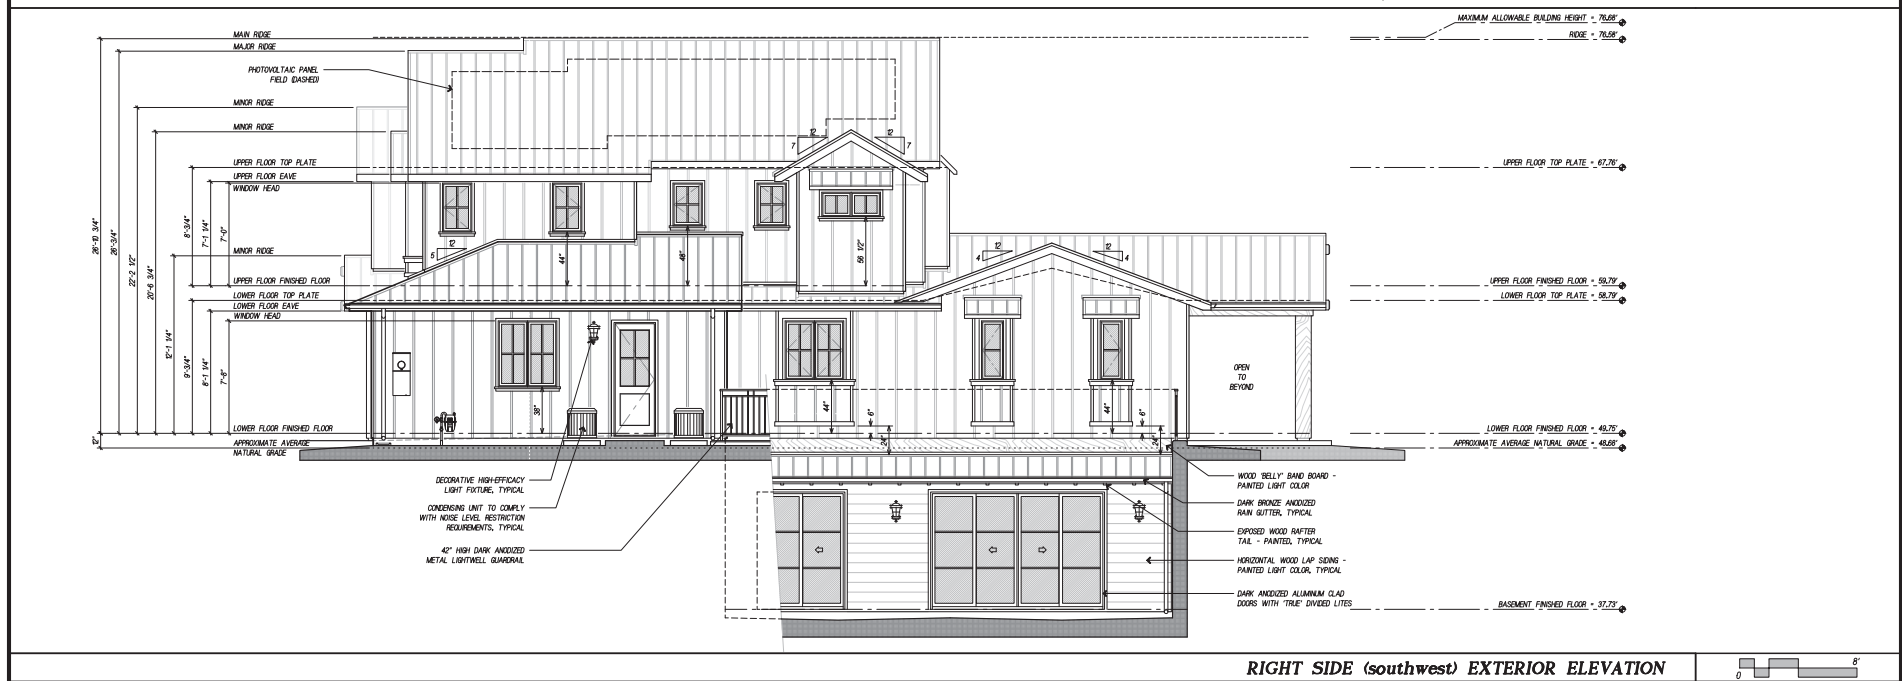 MAXIMUM ALLOWABLE BUILDING HEIGHT = 76.68'
RIDGE = 76.58'
MAIN RIDGE
MAJOR RIDGE
PHOTOVOLTAIC PANEL
FIELD (DASHED)
MINOR RIDGE
MINOR RIDGE
12
12
7
7
UPPER FLOOR TOP PLATE
UPPER FLOOR TOP PLATE = 67.76'
UPPER FLOOR EAVE
WINDOW HEAD
26'-10 3/4"
26'-3/4"
22'-2 1/2"
20'-6 3/4"
8'-3/4"
7'-1 1/4"
7'-0"
12
5
44"
48"
56 1/2"
12
12
4
4
MINOR RIDGE
UPPER FLOOR FINISHED FLOOR
UPPER FLOOR FINISHED FLOOR = 59.79'
LOWER FLOOR TOP PLATE
LOWER FLOOR TOP PLATE = 58.79'
LOWER FLOOR EAVE
WINDOW HEAD
12'-1 1/4"
9'-3/4"
8'-1 1/4"
7'-8"
OPEN
TO
BEYOND
38"
44"
6"
44"
6"
24"
24"
LOWER FLOOR FINISHED FLOOR
LOWER FLOOR FINISHED FLOOR = 49.75'
12"
APPROXIMATE AVERAGE
NATURAL GRADE
APPROXIMATE AVERAGE NATURAL GRADE = 48.66'
DECORATIVE HIGH-EFFICACY
LIGHT FIXTURE, TYPICAL
CONDENSING UNIT TO COMPLY
WITH NOISE LEVEL RESTRICTION
REQUIREMENTS, TYPICAL
42" HIGH DARK ANODIZED
METAL LIGHTWELL GUARDRAIL
WOOD 'BELLY' BAND BOARD -
PAINTED LIGHT COLOR
DARK BRONZE ANODIZED
RAIN GUTTER, TYPICAL
EXPOSED WOOD RAFTER
TAIL - PAINTED, TYPICAL
HORIZONTAL WOOD LAP SIDING -
PAINTED LIGHT COLOR, TYPICAL
DARK ANODIZED ALUMINUM CLAD
DOORS WITH 'TRUE' DIVIDED LITES
BASEMENT FINISHED FLOOR = 37.73'
RIGHT SIDE (southwest) EXTERIOR ELEVATION
0
8'